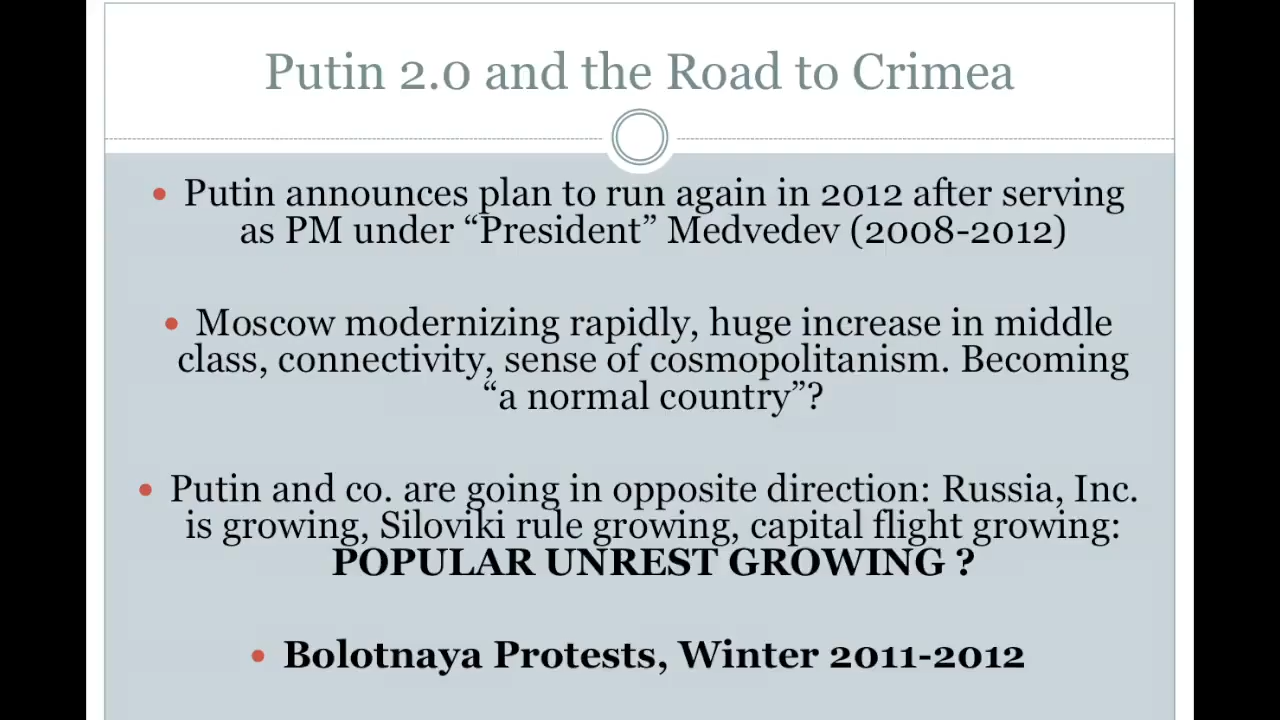 Putin 2.0 and the Road to Crimea
• Putin announces plan to run again in 2012 after serving
as PM under “President” Medvedev (2008-2012)
• Moscow modernizing rapidly, huge increase in middle
class, connectivity, sense of cosmopolitanism. Becoming
“a normal country”?
• Putin and co. are going in opposite direction: Russia, Inc.
is growing, Siloviki rule growing, capital flight growing:
POPULAR UNREST GROWING ?
• Bolotnaya Protests, Winter 2011-2012